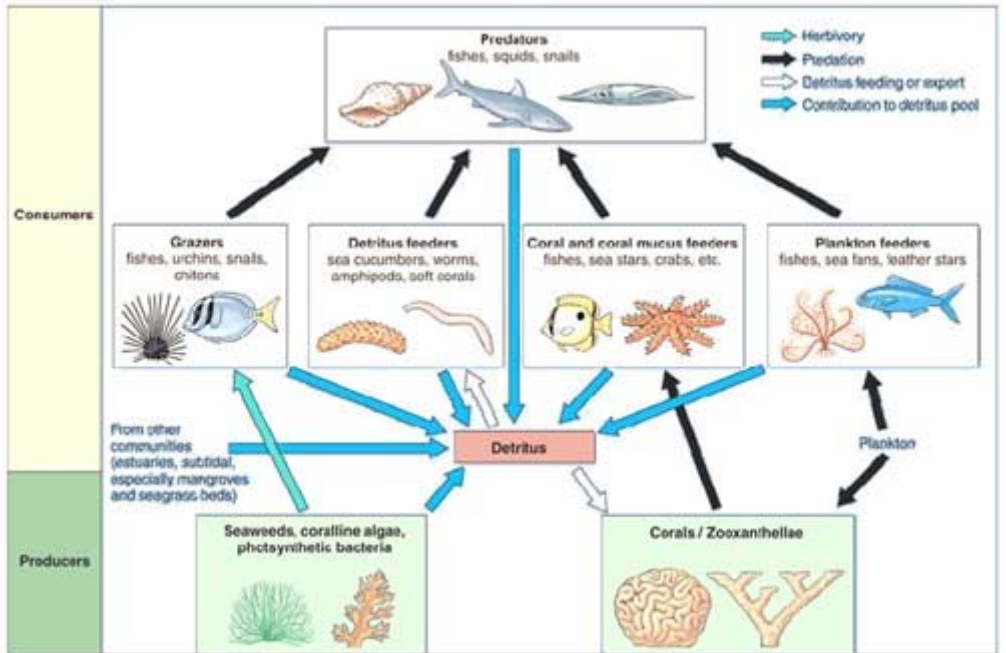 Predators
fishes, squids, snails
Herbivory
Predation
Detritus feeding or export
Contribution to detritus pool
Consumers
Grazers
fishes, urchins, snails,
chitons
Detritus feeders
sea cucumbers, worms,
amphipods, soft corals
Coral and coral mucus feeders
fishes, sea stars, crabs, etc.
Plankton feeders
fishes, sea fans, feather stars
From other
communities
(estuaries, subtidal,
especially mangroves
and seagrass beds)
Detritus
Plankton
Producers
Seaweeds, coralline algae,
photsynthetic bacteria
Corals / Zooxanthellae